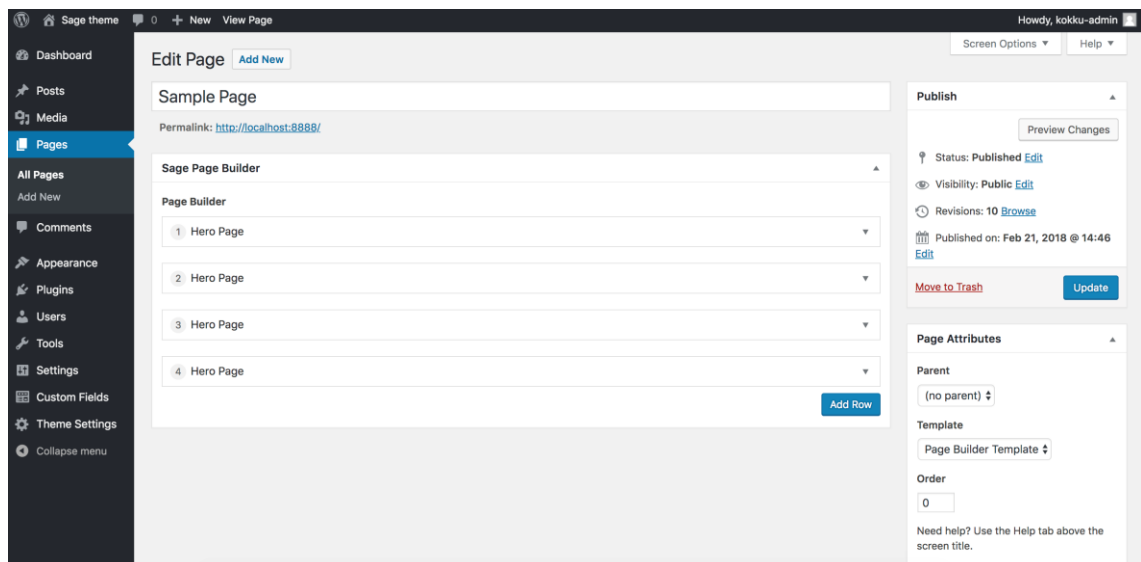 Sage theme 0 New View Page Howdy, kokku-admin
Screen Options Help
Dashboard
Posts
Media
Pages
All Pages
Add New
Comments
Appearance
Plugins
Users
Tools
Settings
Custom Fields
Theme Settings
Collapse menu
Edit Page Add New
Sample Page
Permalink: http://localhost:8888/
Sage Page Builder
Page Builder
1 Hero Page
2 Hero Page
3 Hero Page
4 Hero Page
Add Row
Publish
Preview Changes
Status: Published Edit
Visibility: Public Edit
Revisions: 10 Browse
Published on: Feb 21, 2018 @ 14:46
Edit
Move to Trash Update
Page Attributes
Parent
(no parent)
Template
Page Builder Template
Order
0
Need help? Use the Help tab above the
screen title.